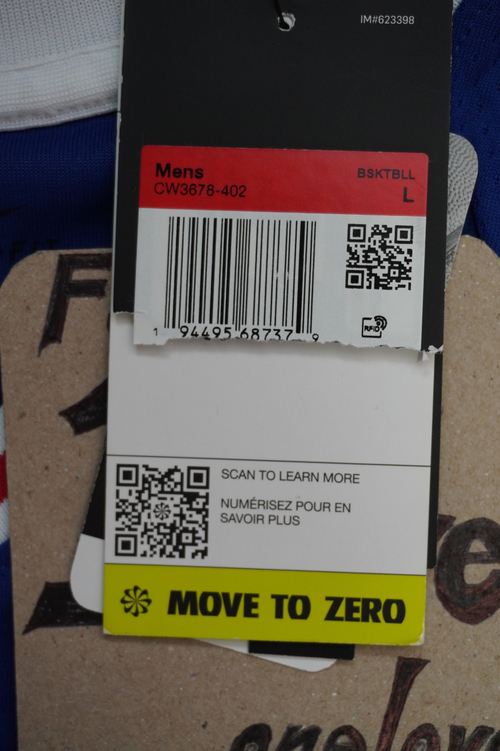 IM#623398
Mens
BSKTBLL
CW3678-402
L
1 94495 68737 9
RFID
SCAN TO LEARN MORE
NUMÉRISEZ POUR EN
SAVOIR PLUS
MOVE TO ZERO